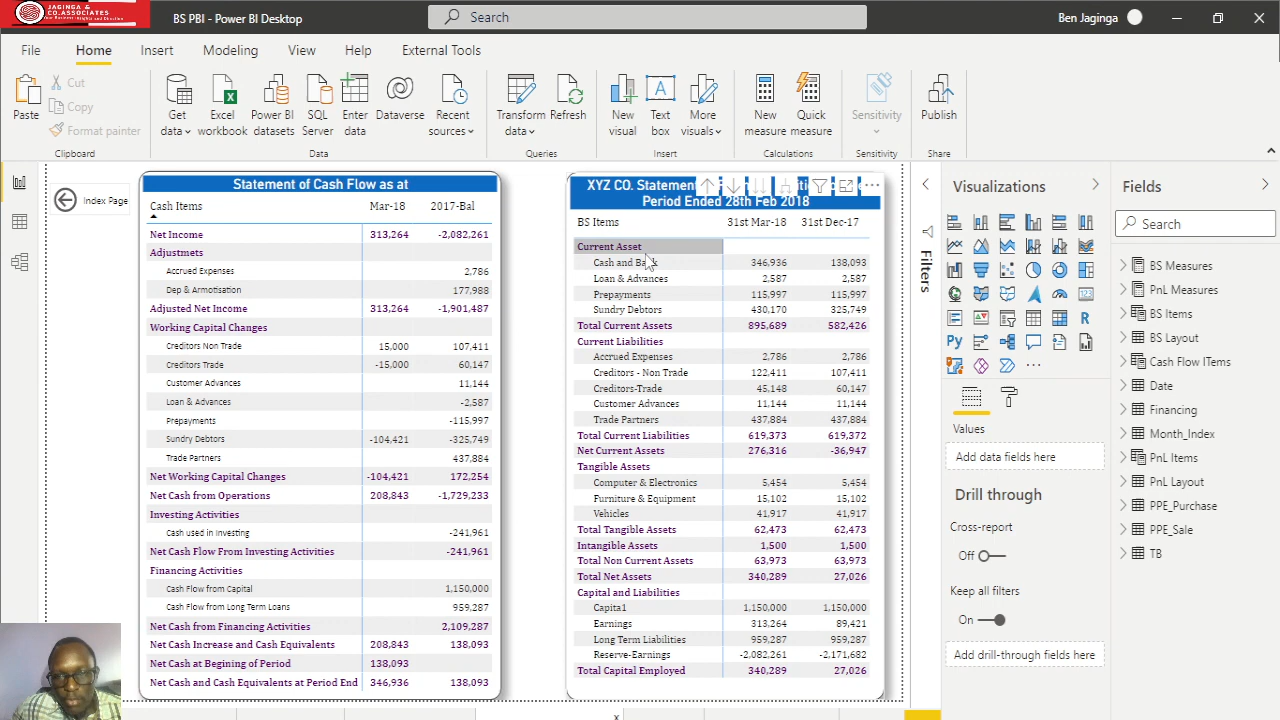 JAGINGA
& CO.ASSOCIATES
BS PBI - Power BI Desktop
Search
Ben Jaginga
File
Home
Insert
Modeling
View
Help
External Tools
Paste
Cut
Copy
Format painter
Clipboard
Get data
Excel workbook
Power BI datasets
SQL Server
Enter data
Dataverse
Recent sources
Data
Transform data
Refresh
Queries
New visual
Text box
More visuals
Insert
New measure
Quick measure
Calculations
Sensitivity
Sensitivity
Publish
Share
Index Page
Statement of Cash Flow as at
Cash Items Mar-18 2017-Bal
Net Income 313,264 -2,082,261
Adjustmets
Accrued Expenses 2,786
Dep & Armotisation 177,988
Adjusted Net Income 313,264 -1,901,487
Working Capital Changes
Creditors Non Trade 15,000 107,411
Creditors Trade -15,000 60,147
Customer Advances 11,144
Loan & Advances -2,587
Prepayments -115,997
Sundry Debtors -104,421 -325,749
Trade Partners 437,884
Net Working Capital Changes -104,421 172,254
Net Cash from Operations 208,843 -1,729,233
Investing Activities
Cash used in Investing -241,961
Net Cash Flow From Investing Activities -241,961
Financing Activities
Cash Flow from Capital 1,150,000
Cash Flow from Long Term Loans 959,287
Net Cash from Financing Activities 2,109,287
Net Cash Increase and Cash Equivalents 208,843 138,093
Net Cash at Begining of Period 138,093
Net Cash and Cash Equivalents at Period End 346,936 138,093
XYZ CO. Statement
Period Ended 28th Feb 2018
BS Items 31st Mar-18 31st Dec-17
Current Asset
Cash and Bank 346,936 138,093
Loan & Advances 2,587 2,587
Prepayments 115,997 115,997
Sundry Debtors 430,170 325,749
Total Current Assets 895,689 582,426
Current Liabilities
Accrued Expenses 2,786 2,786
Creditors - Non Trade 122,411 107,411
Creditors-Trade 45,148 60,147
Customer Advances 11,144 11,144
Trade Partners 437,884 437,884
Total Current Liabilities 619,373 619,372
Net Current Assets 276,316 -36,947
Tangible Assets
Computer & Electronics 5,454 5,454
Furniture & Equipment 15,102 15,102
Vehicles 41,917 41,917
Total Tangible Assets 62,473 62,473
Intangible Assets 1,500 1,500
Total Non Current Assets 63,973 63,973
Total Net Assets 340,289 27,026
Capital and Liabilities
Capita1 1,150,000 1,150,000
Earnings 313,264 89,421
Long Term Liabilities 959,287 959,287
Reserve-Earnings -2,082,261 -2,171,682
Total Capital Employed 340,289 27,026
Filters
Visualizations
R
Py
Values
Add data fields here
Drill through
Cross-report
Off
Keep all filters
On
Add drill-through fields here
Fields
Search
BS Measures
PnL Measures
BS Items
BS Layout
Cash Flow ITems
Date
Financing
Month_Index
PnL Items
PnL Layout
PPE_Purchase
PPE_Sale
TB